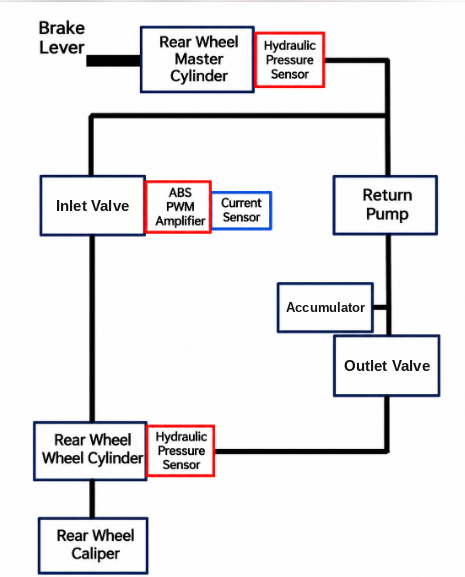 Brake
Lever
Rear Wheel
Master
Cylinder
Hydraulic
Pressure
Sensor
Inlet Valve
ABS
PWM
Amplifier
Current
Sensor
Return
Pump
Accumulator
Outlet Valve
Rear Wheel
Wheel Cylinder
Hydraulic
Pressure
Sensor
Rear Wheel
Caliper